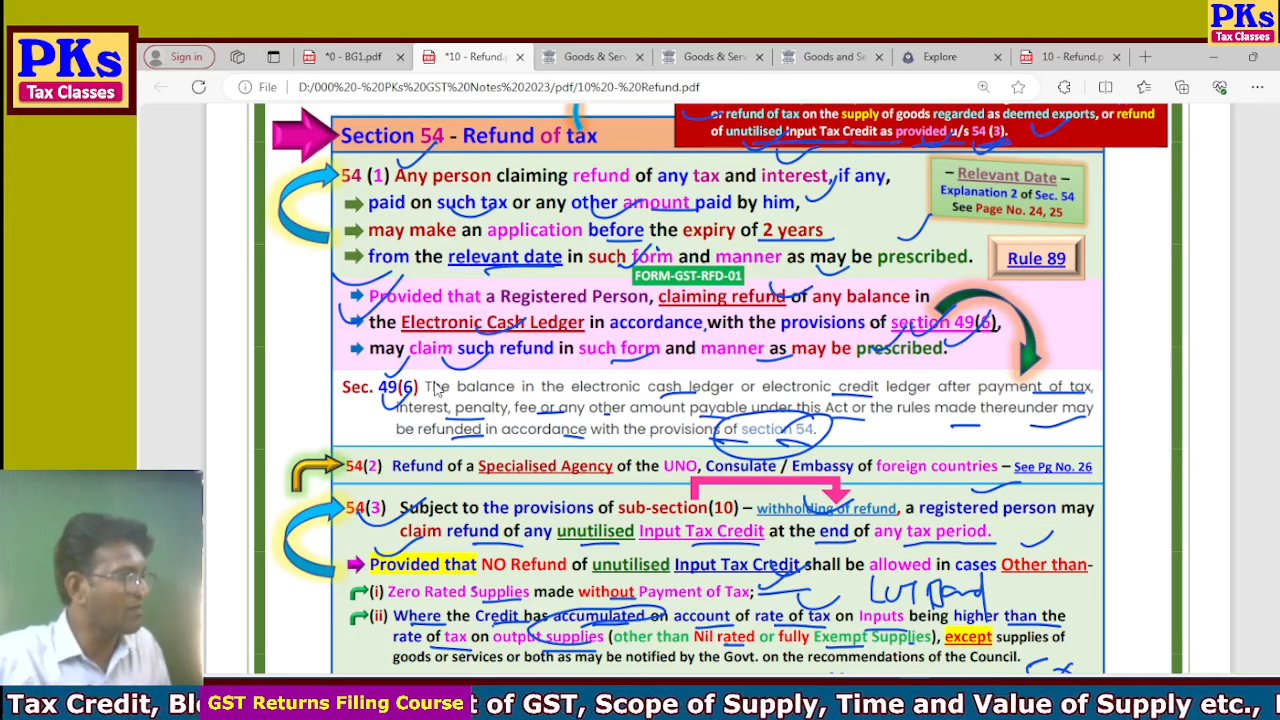 PKs
Tax Classes
PKs
Tax Classes
Sign in
*0 - BG1.pdf
*10 - Refund.p
Goods & Serv
Goods & Serv
Goods and Se
Explore
10 - Refund.p
File
D:/000%20-%20PKs%20GST%20Notes%202023/pdf/10%20-%20Refund.pdf
or refund of tax on the supply of goods regarded as deemed exports, or refund
of unutilised Input Tax Credit as provided u/s 54 (3).
Section 54 - Refund of tax
54 (1) Any person claiming refund of any tax and interest, if any,
paid on such tax or any other amount paid by him,
may make an application before the expiry of 2 years
from the relevant date in such form and manner as may be prescribed.
– Relevant Date –
Explanation 2 of Sec. 54
See Page No. 24, 25
Rule 89
FORM-GST-RFD-01
Provided that a Registered Person, claiming refund of any balance in
the Electronic Cash Ledger in accordance with the provisions of section 49(6),
may claim such refund in such form and manner as may be prescribed.
Sec. 49(6) The balance in the electronic cash ledger or electronic credit ledger after payment of tax,
interest, penalty, fee or any other amount payable under this Act or the rules made thereunder may
be refunded in accordance with the provisions of section 54.
54(2) Refund of a Specialised Agency of the UNO, Consulate / Embassy of foreign countries – See Pg No. 26
54(3) Subject to the provisions of sub-section(10) – withholding of refund, a registered person may
claim refund of any unutilised Input Tax Credit at the end of any tax period.
Provided that NO Refund of unutilised Input Tax Credit shall be allowed in cases Other than-
(i) Zero Rated Supplies made without Payment of Tax;
LUT Bond
(ii) Where the Credit has accumulated on account of rate of tax on Inputs being higher than the
rate of tax on output supplies (other than Nil rated or fully Exempt Supplies), except supplies of
goods or services or both as may be notified by the Govt. on the recommendations of the Council.
Tax Credit, Bl
GST Returns Filing Course
t of GST, Scope of Supply, Time and Value of Supply etc.,